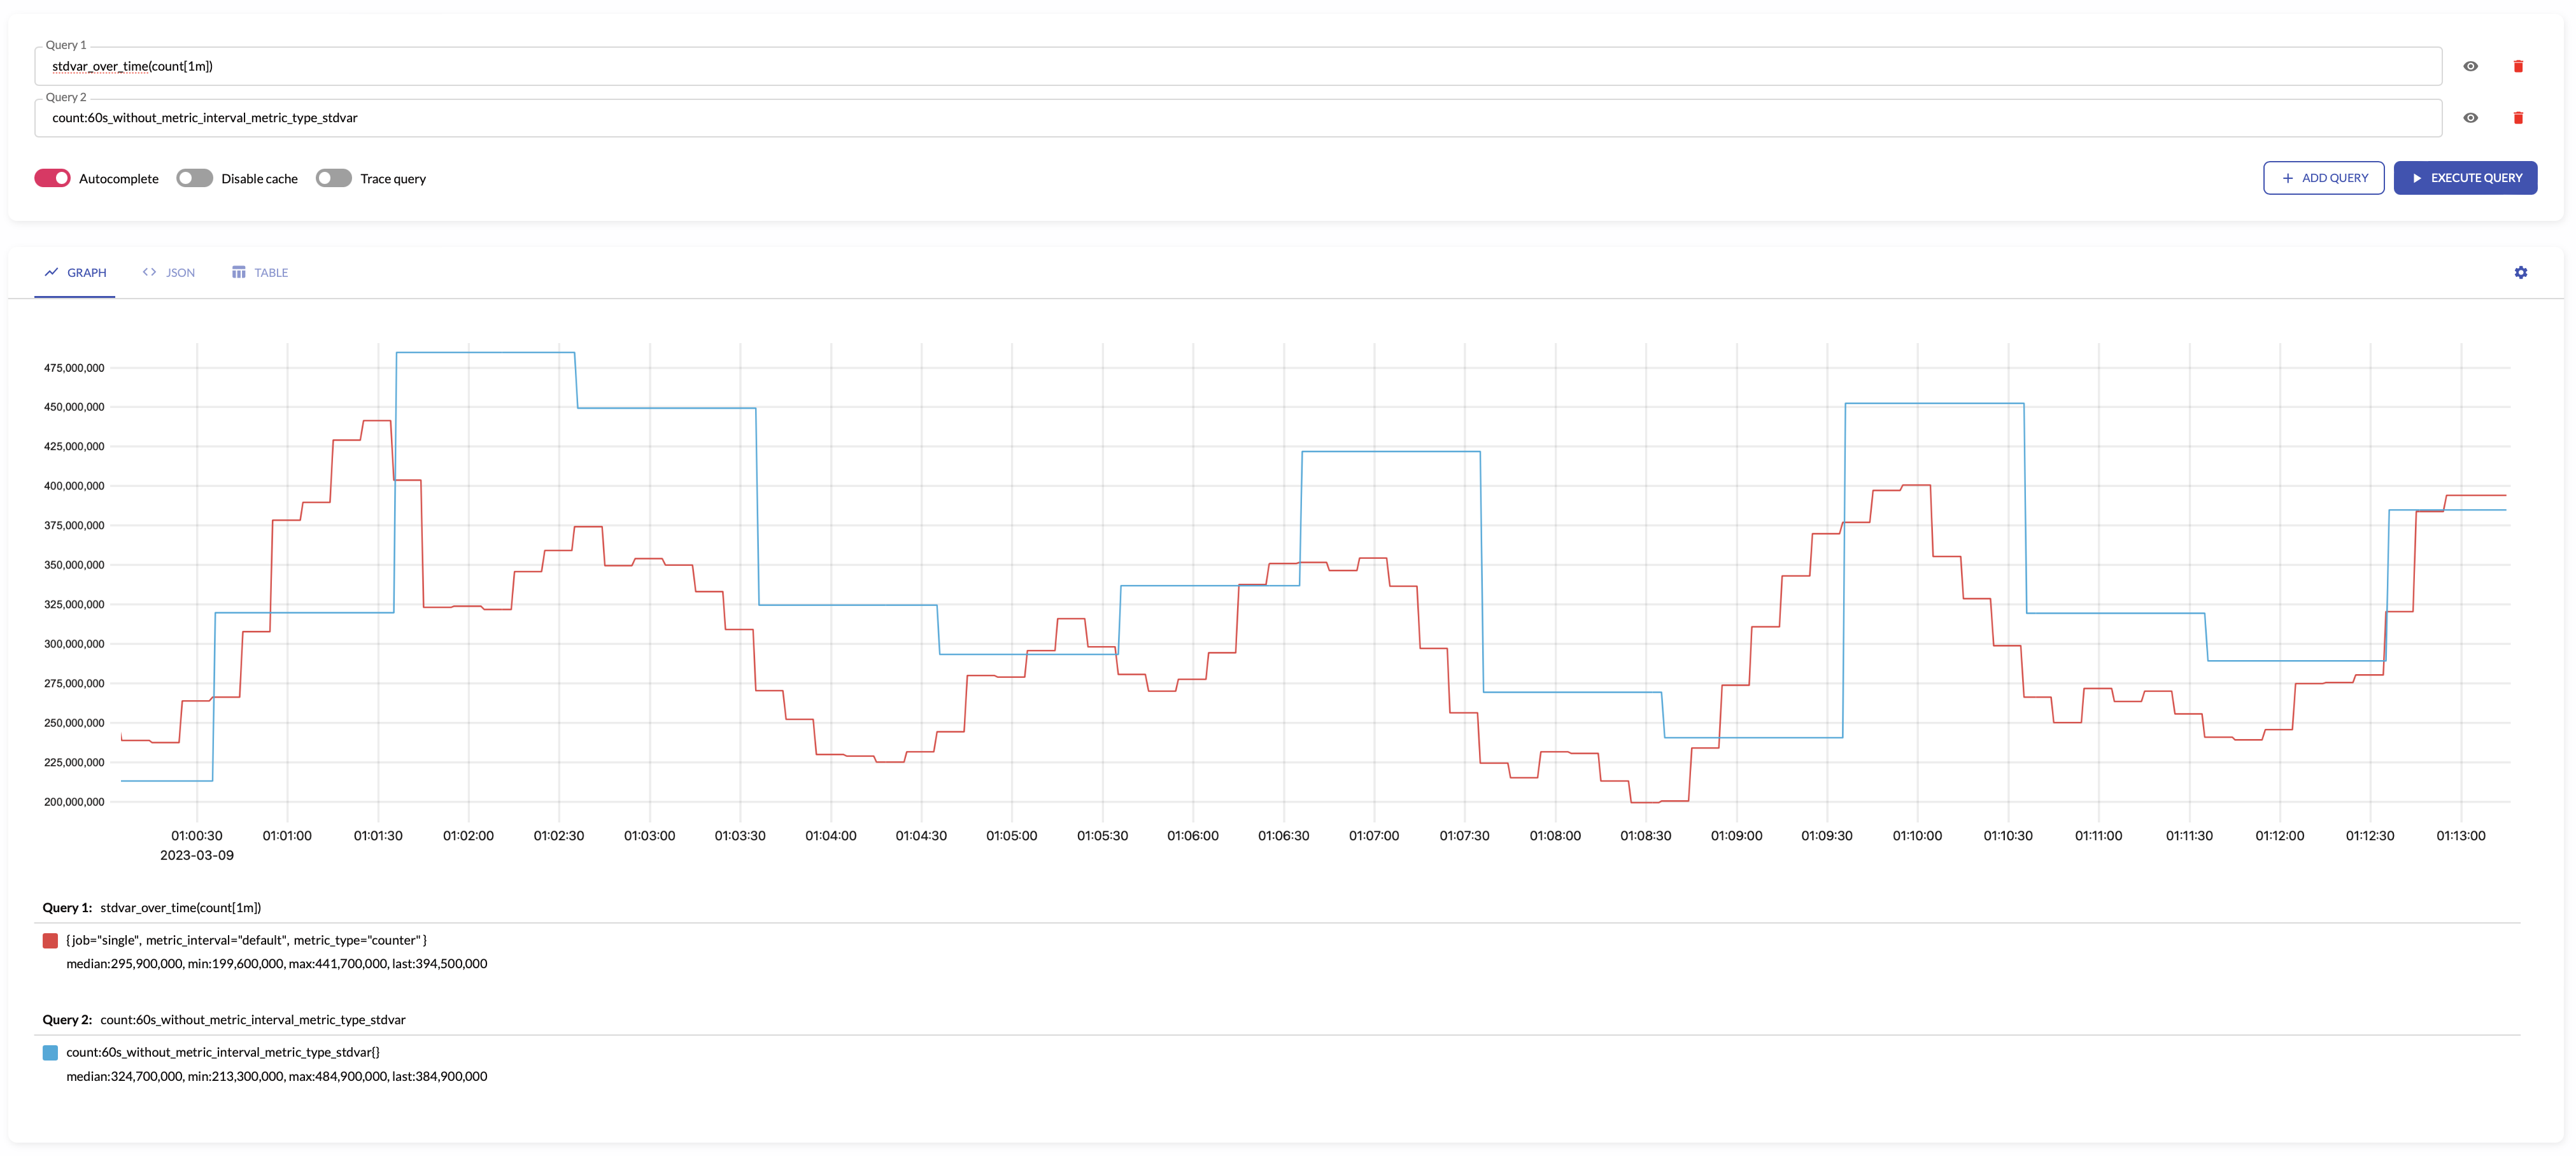 Query 1
stdvar_over_time(count[1m])
Query 2
count:60s_without_metric_interval_metric_type_stdvar
Autocomplete Disable cache Trace query ADD QUERY EXECUTE QUERY
GRAPH JSON TABLE
475,000,000
450,000,000
425,000,000
400,000,000
375,000,000
350,000,000
325,000,000
300,000,000
275,000,000
250,000,000
225,000,000
200,000,000
01:00:30 01:01:00 01:01:30 01:02:00 01:02:30 01:03:00 01:03:30 01:04:00 01:04:30 01:05:00 01:05:30 01:06:00 01:06:30 01:07:00 01:07:30 01:08:00 01:08:30 01:09:00 01:09:30 01:10:00 01:10:30 01:11:00 01:11:30 01:12:00 01:12:30 01:13:00
2023-03-09
Query 1: stdvar_over_time(count[1m])
{ job="single", metric_interval="default", metric_type="counter" }
median:295,900,000, min:199,600,000, max:441,700,000, last:394,500,000
Query 2: count:60s_without_metric_interval_metric_type_stdvar
count:60s_without_metric_interval_metric_type_stdvar{}
median:324,700,000, min:213,300,000, max:484,900,000, last:384,900,000